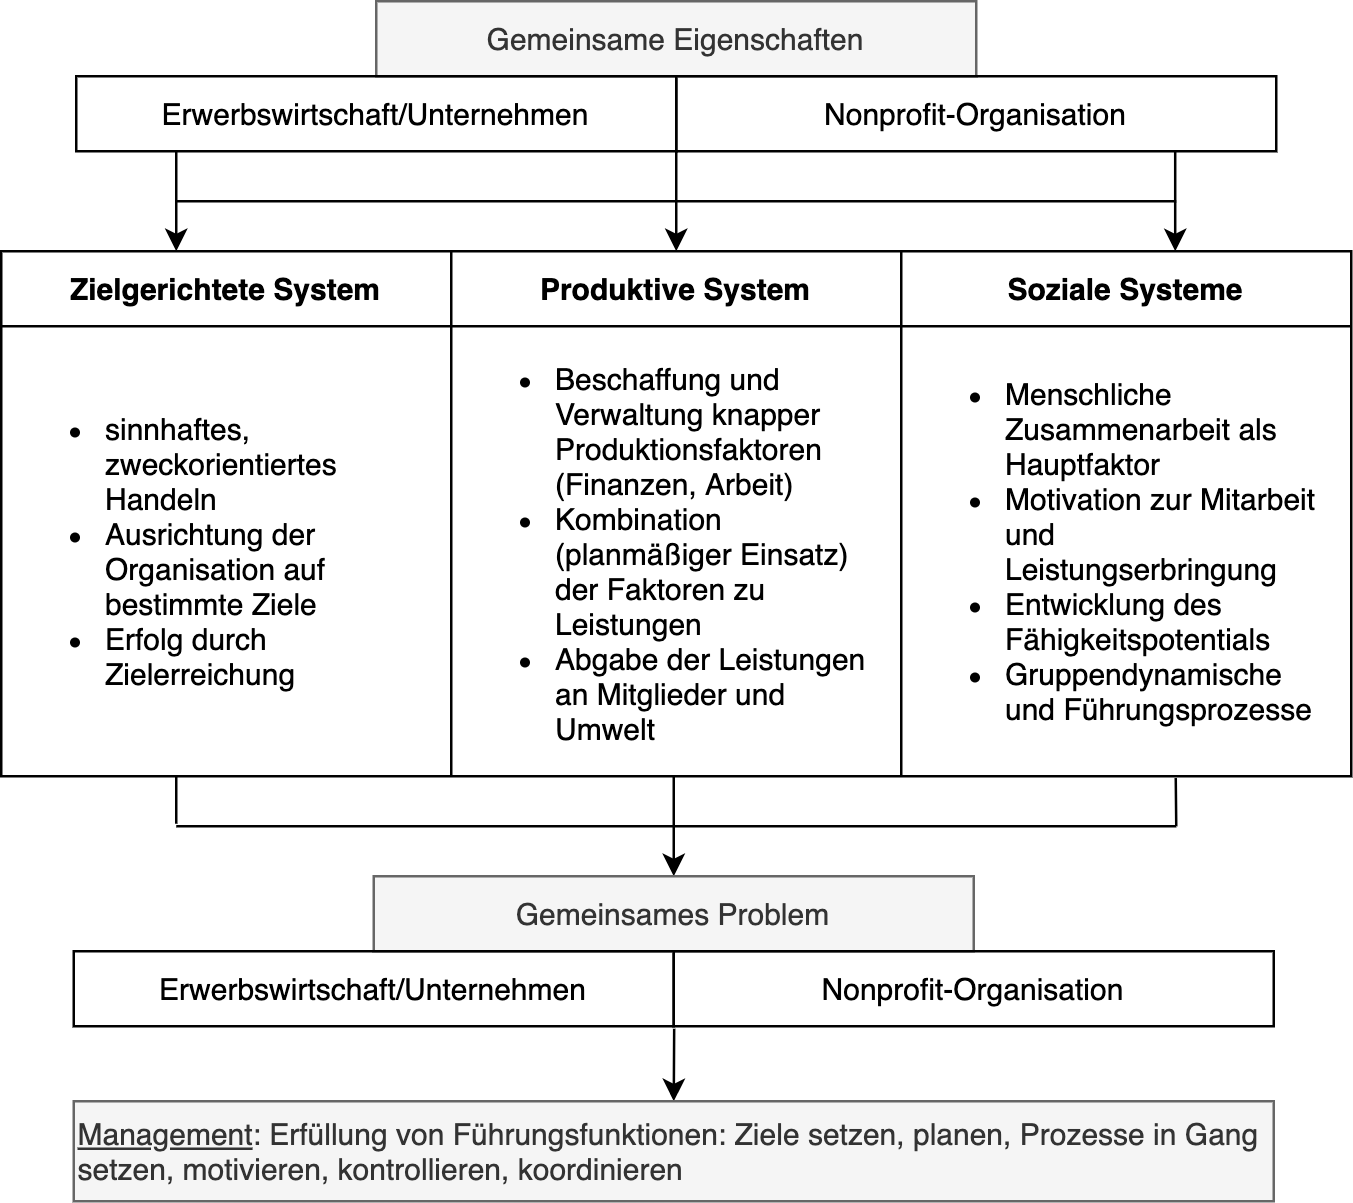 Gemeinsame Eigenschaften
Erwerbswirtschaft/Unternehmen
Nonprofit-Organisation
Zielgerichtete System
sinnhaftes,
zweckorientiertes
Handeln
Ausrichtung der
Organisation auf
bestimmte Ziele
Erfolg durch
Zielerreichung
Produktive System
Beschaffung und
Verwaltung knapper
Produktionsfaktoren
(Finanzen, Arbeit)
Kombination
(planmäßiger Einsatz)
der Faktoren zu
Leistungen
Abgabe der Leistungen
an Mitglieder und
Umwelt
Soziale Systeme
Menschliche
Zusammenarbeit als
Hauptfaktor
Motivation zur Mitarbeit
und
Leistungserbringung
Entwicklung des
Fähigkeitspotentials
Gruppendynamische
und Führungsprozesse
Gemeinsames Problem
Erwerbswirtschaft/Unternehmen
Nonprofit-Organisation
Management: Erfüllung von Führungsfunktionen: Ziele setzen, planen, Prozesse in Gang
setzen, motivieren, kontrollieren, koordinieren